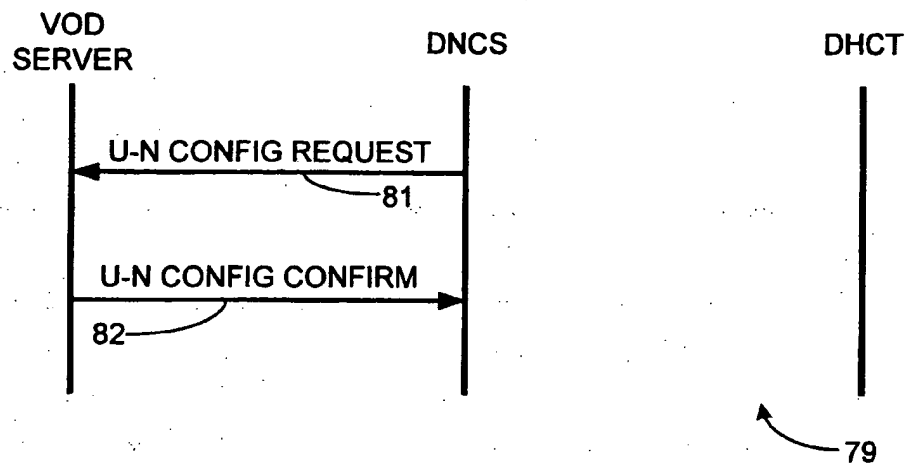 VOD
SERVER
DNCS
DHCT
U-N CONFIG REQUEST
81
U-N CONFIG CONFIRM
82
79